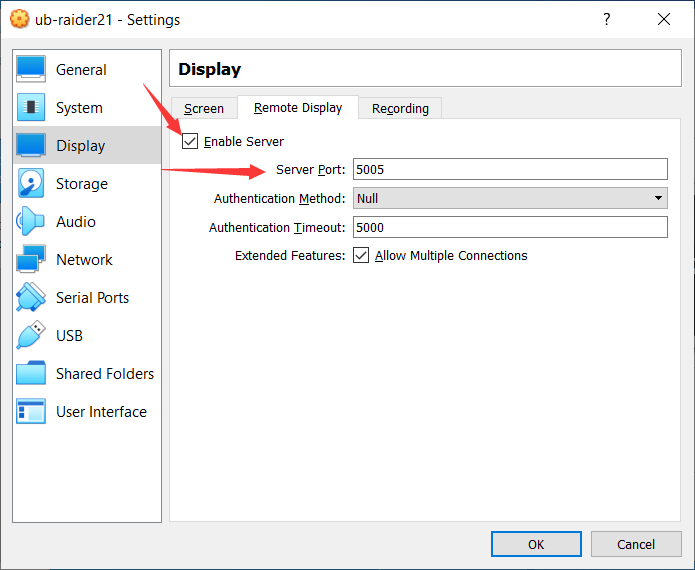 ub-raider21 - Settings
?
General
System
Display
Storage
Audio
Network
Serial Ports
USB
Shared Folders
User Interface
Display
Screen
Remote Display
Recording
Enable Server
Server Port: 5005
Authentication Method: Null
Authentication Timeout: 5000
Extended Features: Allow Multiple Connections
OK
Cancel